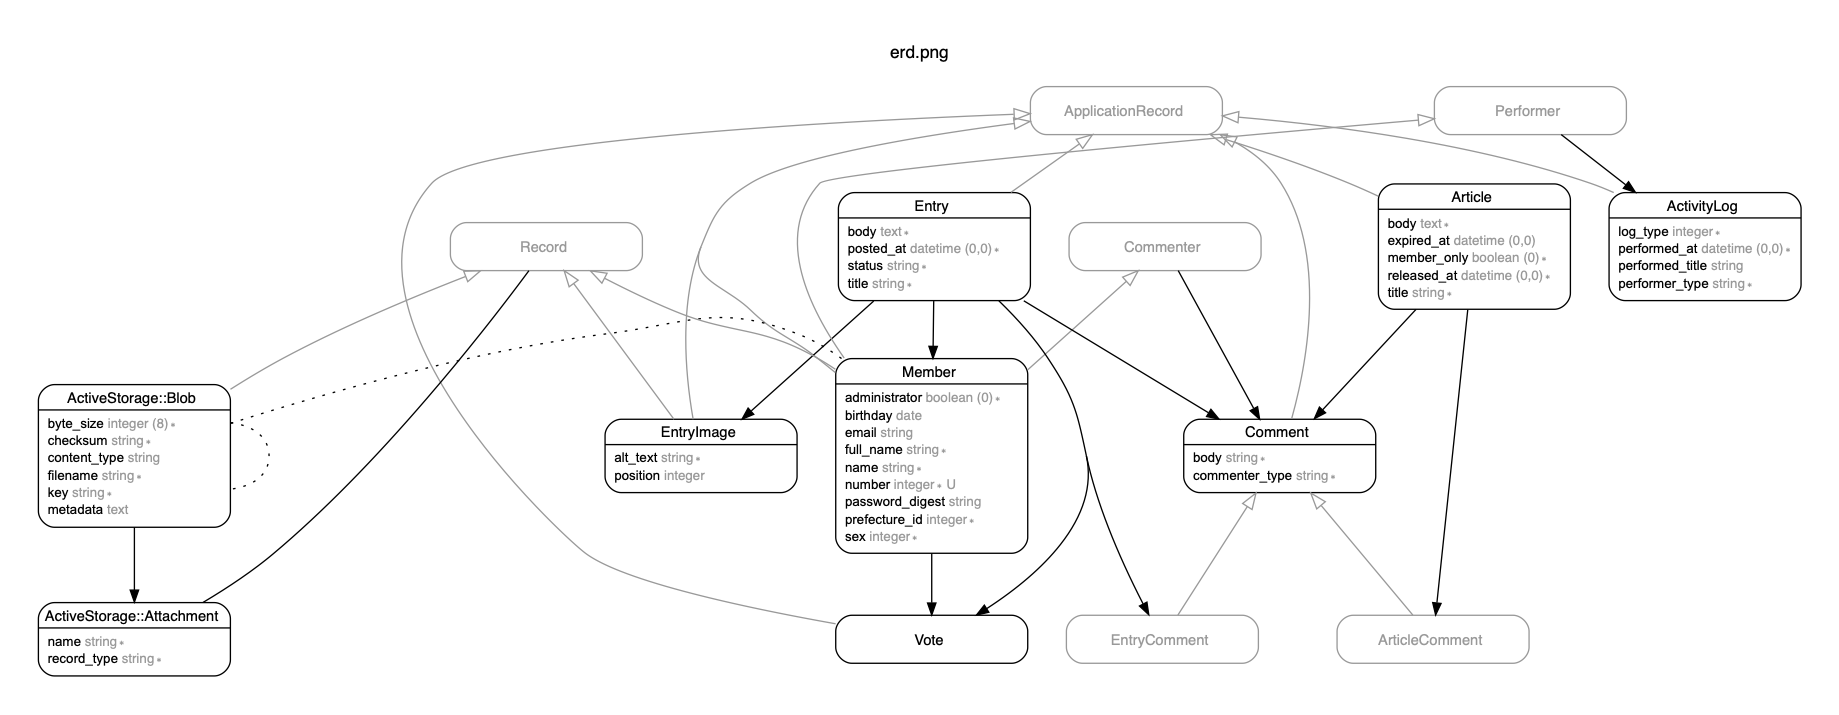 erd.png
ApplicationRecord
Performer
Entry
body text∗
posted_at datetime (0,0)∗
status string∗
title string∗
Article
body text∗
expired_at datetime (0,0)
member_only boolean (0)∗
released_at datetime (0,0)∗
title string∗
ActivityLog
log_type integer∗
performed_at datetime (0,0)∗
performed_title string
performer_type string∗
Record
Commenter
ActiveStorage::Blob
byte_size integer (8)∗
checksum string∗
content_type string
filename string∗
key string∗
metadata text
EntryImage
alt_text string∗
position integer
Member
administrator boolean (0)∗
birthday date
email string
full_name string∗
name string∗
number integer∗ U
password_digest string
prefecture_id integer∗
sex integer∗
Comment
body string∗
commenter_type string∗
ActiveStorage::Attachment
name string∗
record_type string∗
Vote
EntryComment
ArticleComment